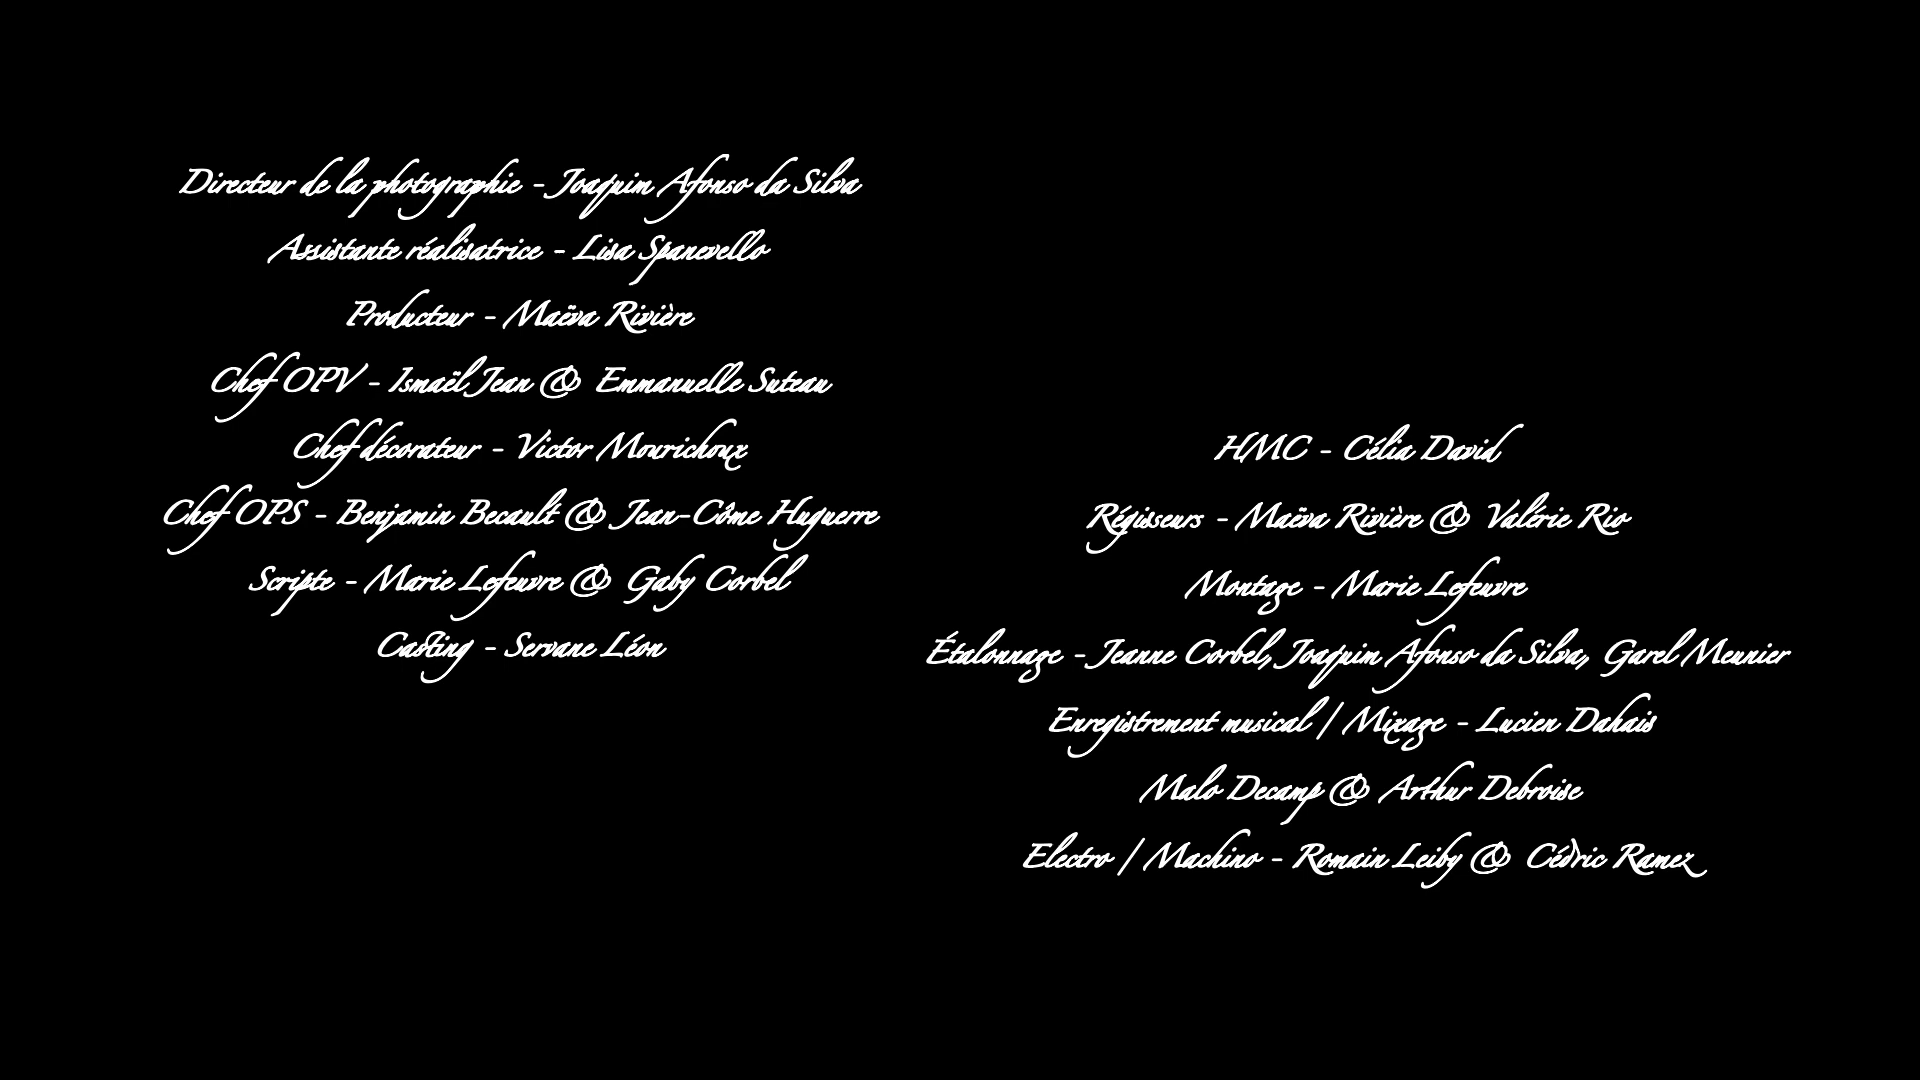 Directeur de la photographie - Joaquim Afonso da Silva
Assistante réalisatrice - Lisa Spanevello
Producteur - Maëva Rivière
Chef OPV - Ismaël Jean & Emmanuelle Suteau
Chef décorateur - Victor Mourichoux
Chef OPS - Benjamin Becault & Jean-Côme Huguerre
Scripte - Marie Lefeuvre & Gaby Corbel
Casting - Servane Léon
HMC - Célia David
Régisseurs - Maëva Rivière & Valérie Rio
Montage - Marie Lefeuvre
Étalonnage - Jeanne Corbel, Joaquim Afonso da Silva, Garel Meunier
Enregistrement musical / Mixage - Lucien Dahais
Malo Decamp & Arthur Debroise
Electro / Machino - Romain Leiby & Cédric Ramez